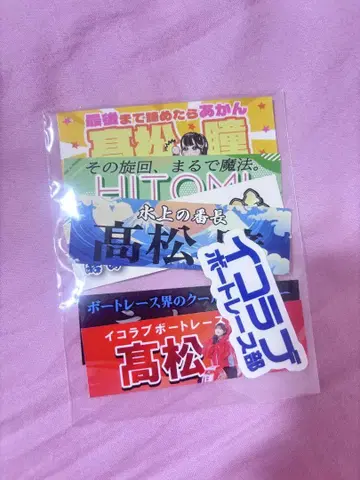 最後まで諦めたらあかん
髙松瞳
その旋回、まるで魔法。
HITOMI
水上の番長
髙松
イコラブ
ボートレース部
ボートレース界のクー
イコラブ ボートレース
髙松